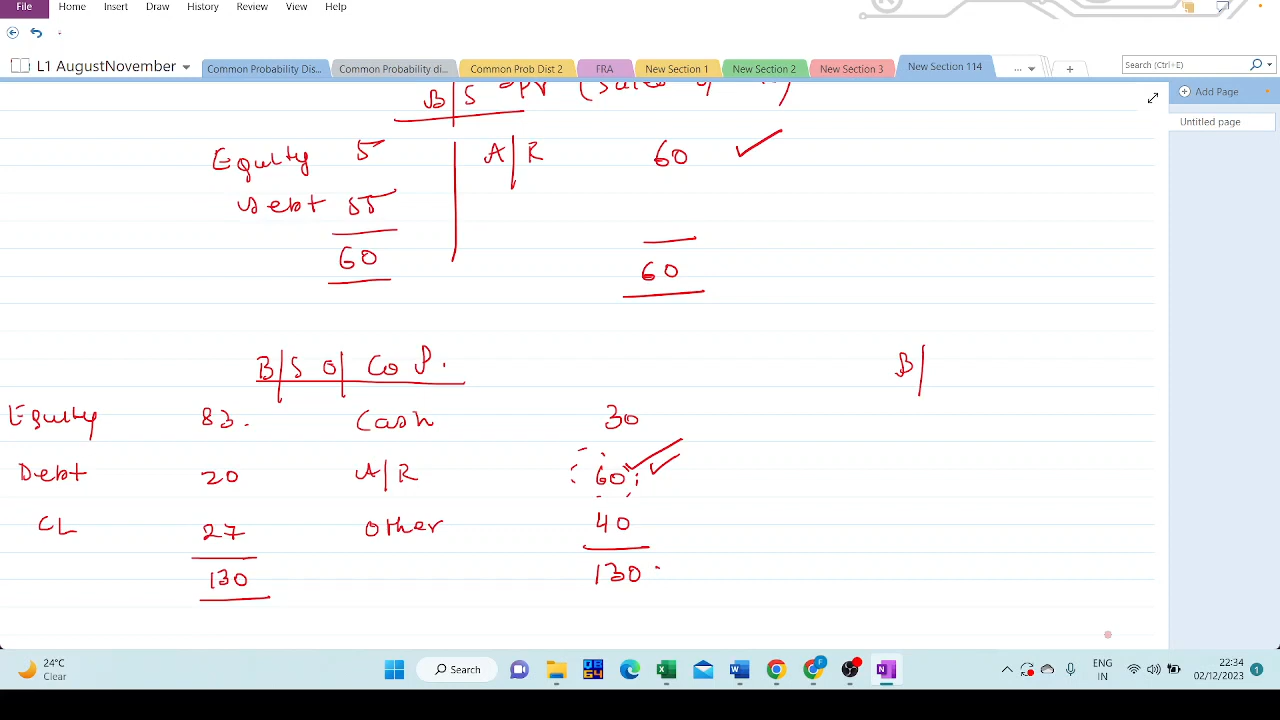 File Home Insert Draw History Review View Help
L1 AugustNovember
Common Probability Dis... Common Probability di... Common Prob Dist 2 FRA New Section 1 New Section 2 New Section 3 New Section 114 ... +
Search (Ctrl+E)
Add Page
Untitled page
B/S SPV
Equity 5 A/R 60
Debt 55
60 60
B/S of Co P.
B/
Equity 83. Cash 30
Debt 20 A/R 60
CL 27 Other 40
130 130
24°C
Clear
Search
ENG
IN
22:34
02/12/2023
1